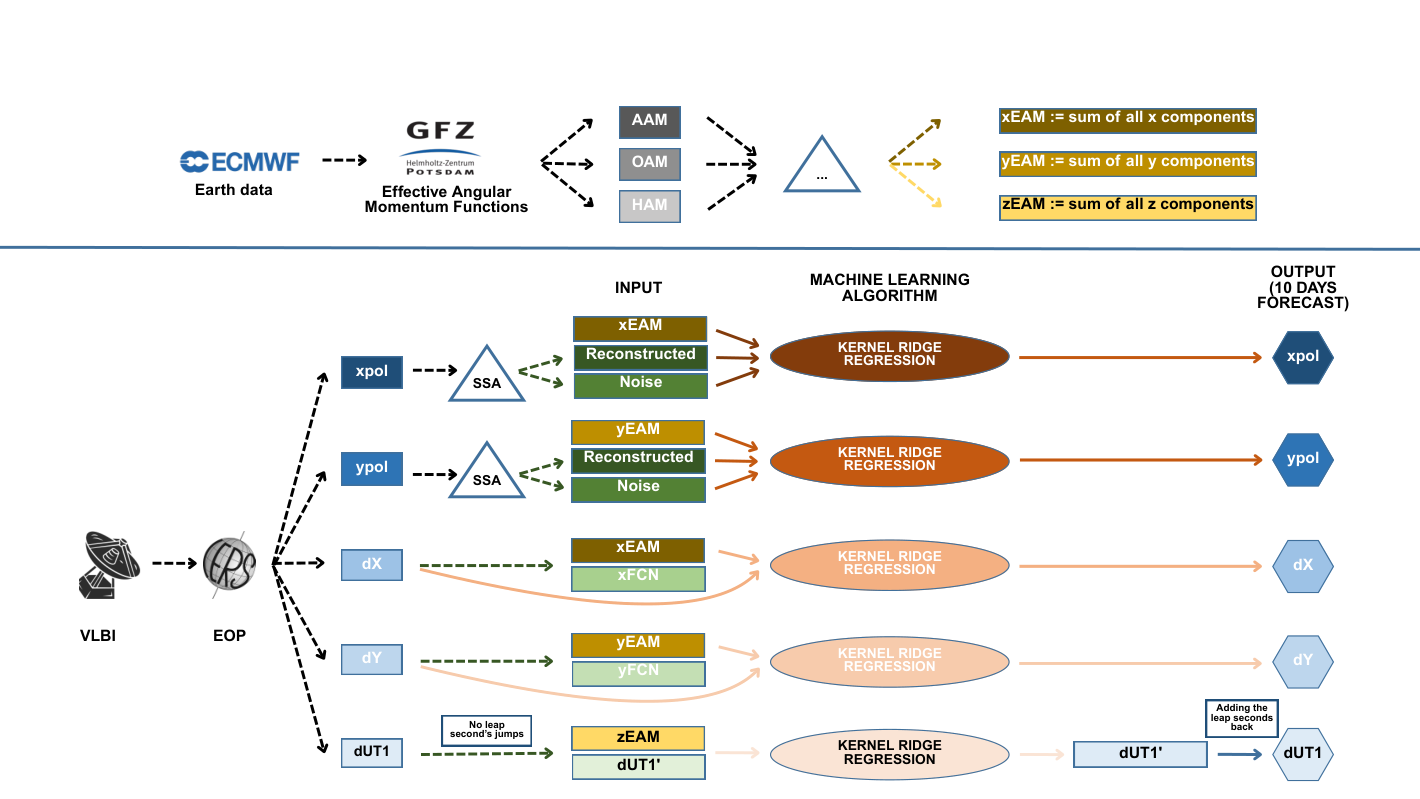 ECMWF
Earth data
GFZ
Helmholtz-Zentrum
POTSDAM
Effective Angular
Momentum Functions
AAM
OAM
HAM
...
xEAM := sum of all x components
yEAM := sum of all y components
zEAM := sum of all z components
INPUT
MACHINE LEARNING
ALGORITHM
OUTPUT
(10 DAYS
FORECAST)
xpol
SSA
xEAM
Reconstructed
Noise
KERNEL RIDGE
REGRESSION
xpol
ypol
SSA
yEAM
Reconstructed
Noise
KERNEL RIDGE
REGRESSION
ypol
VLBI
IERS
EOP
dX
xEAM
xFCN
KERNEL RIDGE
REGRESSION
dX
dY
yEAM
yFCN
KERNEL RIDGE
REGRESSION
dY
dUT1
No leap
second's jumps
zEAM
dUT1'
KERNEL RIDGE
REGRESSION
dUT1'
Adding the
leap seconds
back
dUT1